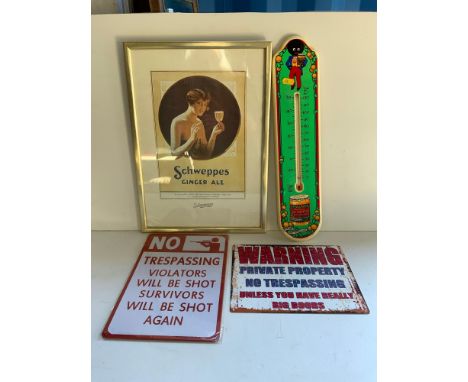 Schweppes
GINGER ALE
Schweppes
NO
TRESPASSING
VIOLATORS
WILL BE SHOT
SURVIVORS
WILL BE SHOT
AGAIN
WARNING
PRIVATE PROPERTY
NO TRESPASSING
UNLESS YOU HAVE REALLY
BIG BOOBS